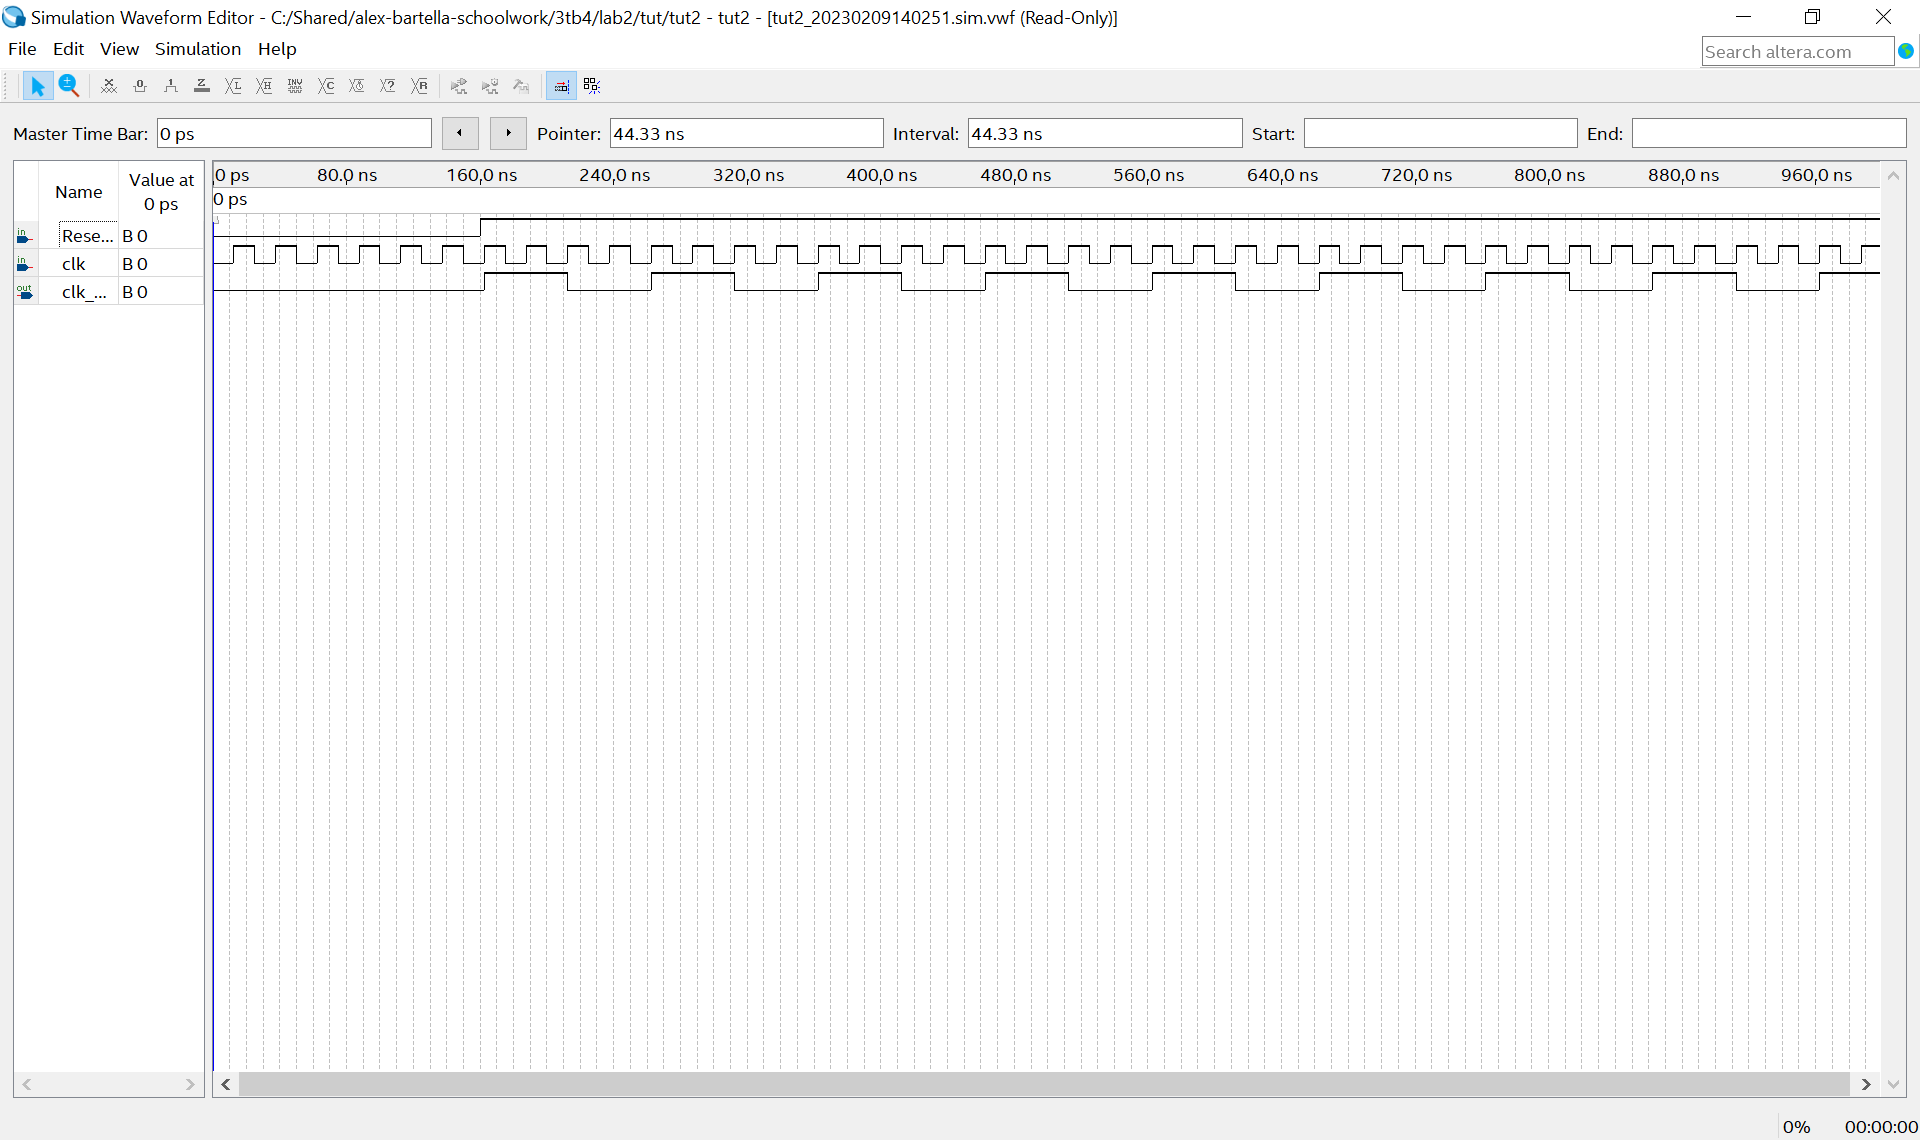 Simulation Waveform Editor - C:/Shared/alex-bartella-schoolwork/3tb4/lab2/tut/tut2 - tut2 - [tut2_20230209140251.sim.vwf (Read-Only)]
File Edit View Simulation Help
Search altera.com
Master Time Bar: 0 ps Pointer: 44.33 ns Interval: 44.33 ns Start: End:
Name Value at 0 ps
0 ps 80.0 ns 160.0 ns 240.0 ns 320.0 ns 400.0 ns 480.0 ns 560.0 ns 640.0 ns 720.0 ns 800.0 ns 880.0 ns 960.0 ns
0 ps
in Rese... B 0
in clk B 0
out clk_... B 0
0% 00:00:00